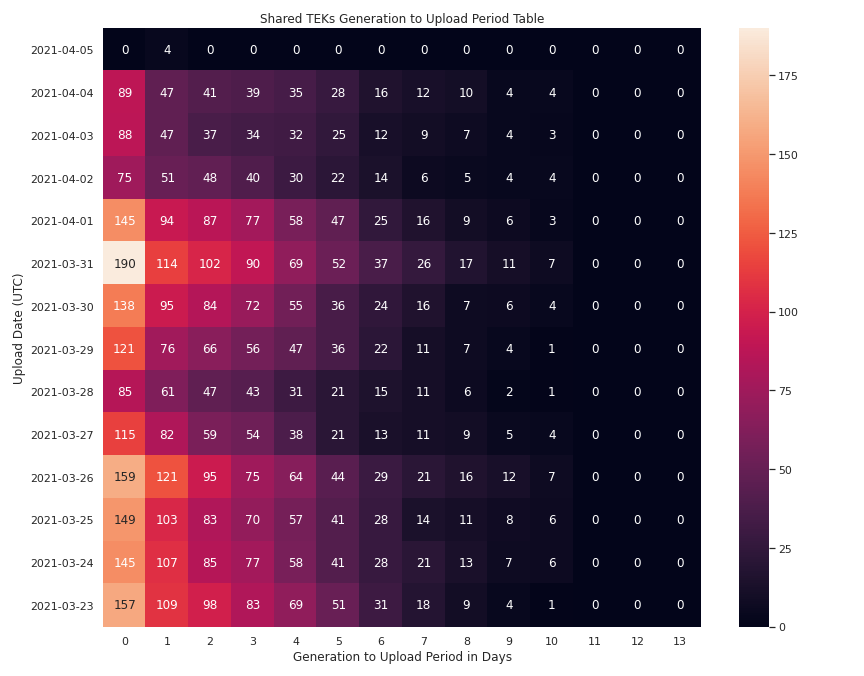 Shared TEKs Generation to Upload Period Table
Upload Date (UTC)
2021-04-05 0 4 0 0 0 0 0 0 0 0 0 0 0 0
2021-04-04 89 47 41 39 35 28 16 12 10 4 4 0 0 0
2021-04-03 88 47 37 34 32 25 12 9 7 4 3 0 0 0
2021-04-02 75 51 48 40 30 22 14 6 5 4 4 0 0 0
2021-04-01 145 94 87 77 58 47 25 16 9 6 3 0 0 0
2021-03-31 190 114 102 90 69 52 37 26 17 11 7 0 0 0
2021-03-30 138 95 84 72 55 36 24 16 7 6 4 0 0 0
2021-03-29 121 76 66 56 47 36 22 11 7 4 1 0 0 0
2021-03-28 85 61 47 43 31 21 15 11 6 2 1 0 0 0
2021-03-27 115 82 59 54 38 21 13 11 9 5 4 0 0 0
2021-03-26 159 121 95 75 64 44 29 21 16 12 7 0 0 0
2021-03-25 149 103 83 70 57 41 28 14 11 8 6 0 0 0
2021-03-24 145 107 85 77 58 41 28 21 13 7 6 0 0 0
2021-03-23 157 109 98 83 69 51 31 18 9 4 1 0 0 0
0 1 2 3 4 5 6 7 8 9 10 11 12 13
Generation to Upload Period in Days
175
150
125
100
75
50
25
0